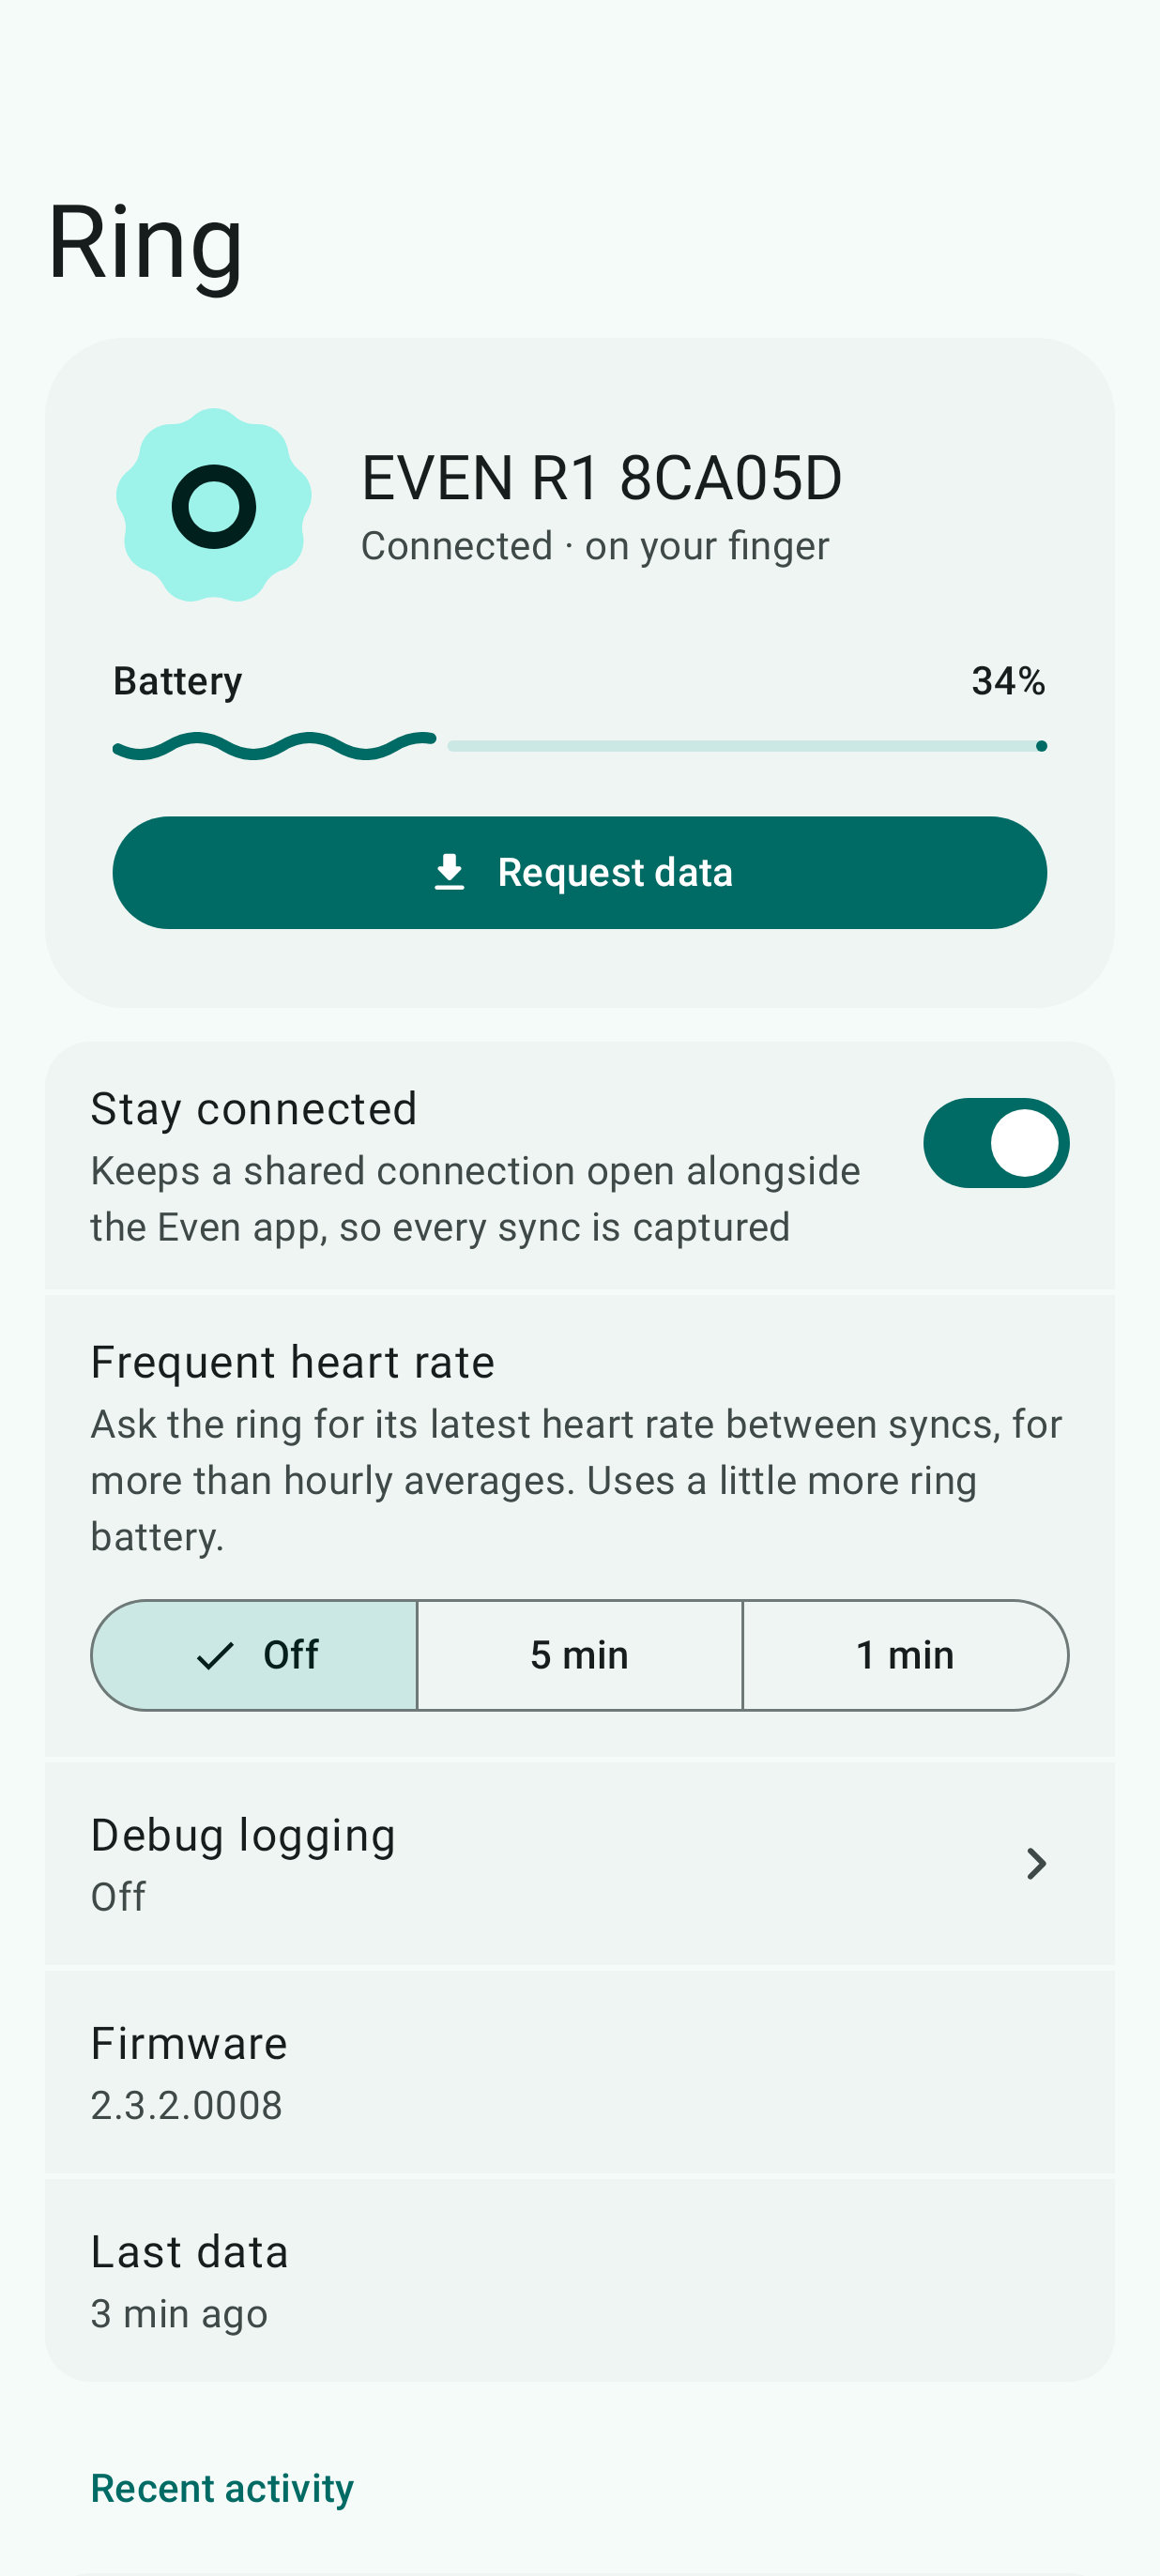 Ring
EVEN R1 8CA05D
Connected · on your finger
Battery
34%
Request data
Stay connected
Keeps a shared connection open alongside
the Even app, so every sync is captured
Frequent heart rate
Ask the ring for its latest heart rate between syncs, for
more than hourly averages. Uses a little more ring
battery.
Off
5 min
1 min
Debug logging
Off
Firmware
2.3.2.0008
Last data
3 min ago
Recent activity